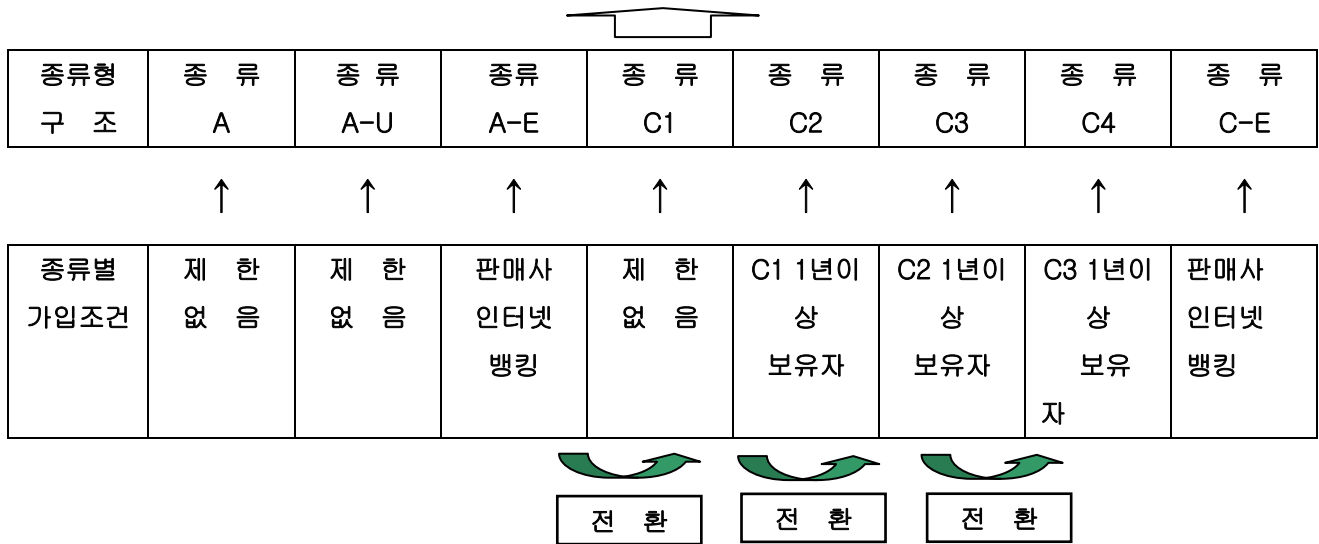 종류형 종 류 종 류 종류 종 류 종 류 종 류 종 류 종 류
구 조 A A-U A-E C1 C2 C3 C4 C-E
↑ ↑ ↑ ↑ ↑ ↑ ↑ ↑
종류별 제 한 제 한 판매사 제 한 C1 1년이 C2 1년이 C3 1년이 판매사
가입조건 없 음 없 음 인터넷 없 음 상 상 상 인터넷
뱅킹 보유자 보유자 보유 뱅킹
자
전 환 전 환 전 환